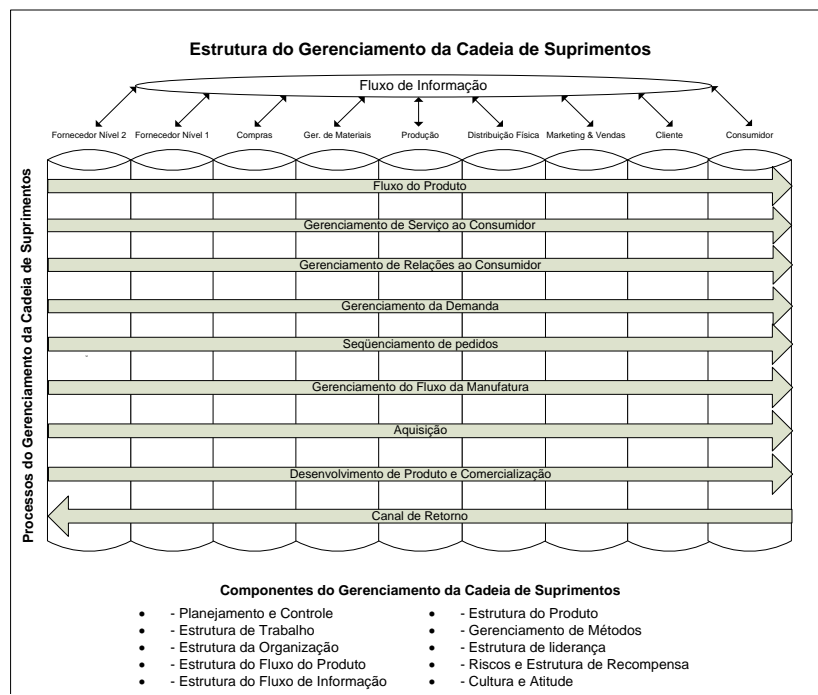 Estrutura do Gerenciamento da Cadeia de Suprimentos
Fluxo de Informação
Fornecedor Nível 2
Fornecedor Nível 1
Compras
Ger. de Materiais
Produção
Distribuição Física
Marketing & Vendas
Cliente
Consumidor
Processos do Gerenciamento da Cadeia de Suprimentos
Fluxo do Produto
Gerenciamento de Serviço ao Consumidor
Gerenciamento de Relações ao Consumidor
Gerenciamento da Demanda
Seqüenciamento de pedidos
-
Gerenciamento do Fluxo da Manufatura
Aquisição
Desenvolvimento de Produto e Comercialização
Canal de Retorno
Componentes do Gerenciamento da Cadeia de Suprimentos
• - Planejamento e Controle
• - Estrutura de Trabalho
• - Estrutura da Organização
• - Estrutura do Fluxo do Produto
• - Estrutura do Fluxo de Informação
• - Estrutura do Produto
• - Gerenciamento de Métodos
• - Estrutura de liderança
• - Riscos e Estrutura de Recompensa
• - Cultura e Atitude